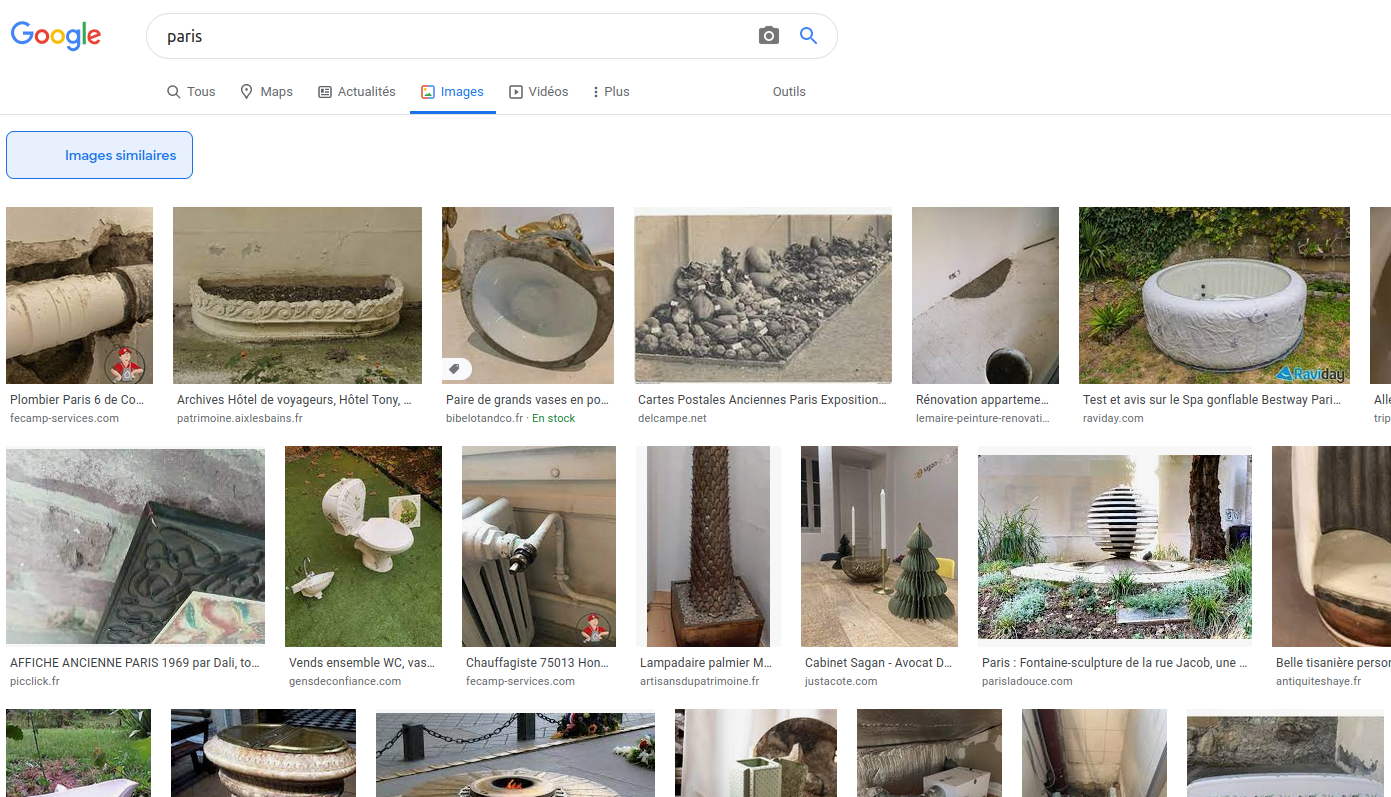 Google
paris
Tous
Maps
Actualités
Images
Vidéos
Plus
Outils
Images similaires
Raviday
Plombier Paris 6 de Co...
fecamp-services.com
Archives Hôtel de voyageurs, Hôtel Tony, ...
patrimoine.aixlesbains.fr
Paire de grands vases en po...
bibelotandco.fr · En stock
Cartes Postales Anciennes Paris Exposition...
delcampe.net
Rénovation apparteme...
lemaire-peinture-renovati...
Test et avis sur le Spa gonflable Bestway Pari...
raviday.com
Alle
trip
sagan
AFFICHE ANCIENNE PARIS 1969 par Dali, to...
picclick.fr
Vends ensemble WC, vas...
gensdeconfiance.com
Chauffagiste 75013 Hon...
fecamp-services.com
Lampadaire palmier M...
artisansdupatrimoine.fr
Cabinet Sagan - Avocat D...
justacote.com
Paris : Fontaine-sculpture de la rue Jacob, une ...
parisladouce.com
Belle tisanière person
antiquiteshaye.fr